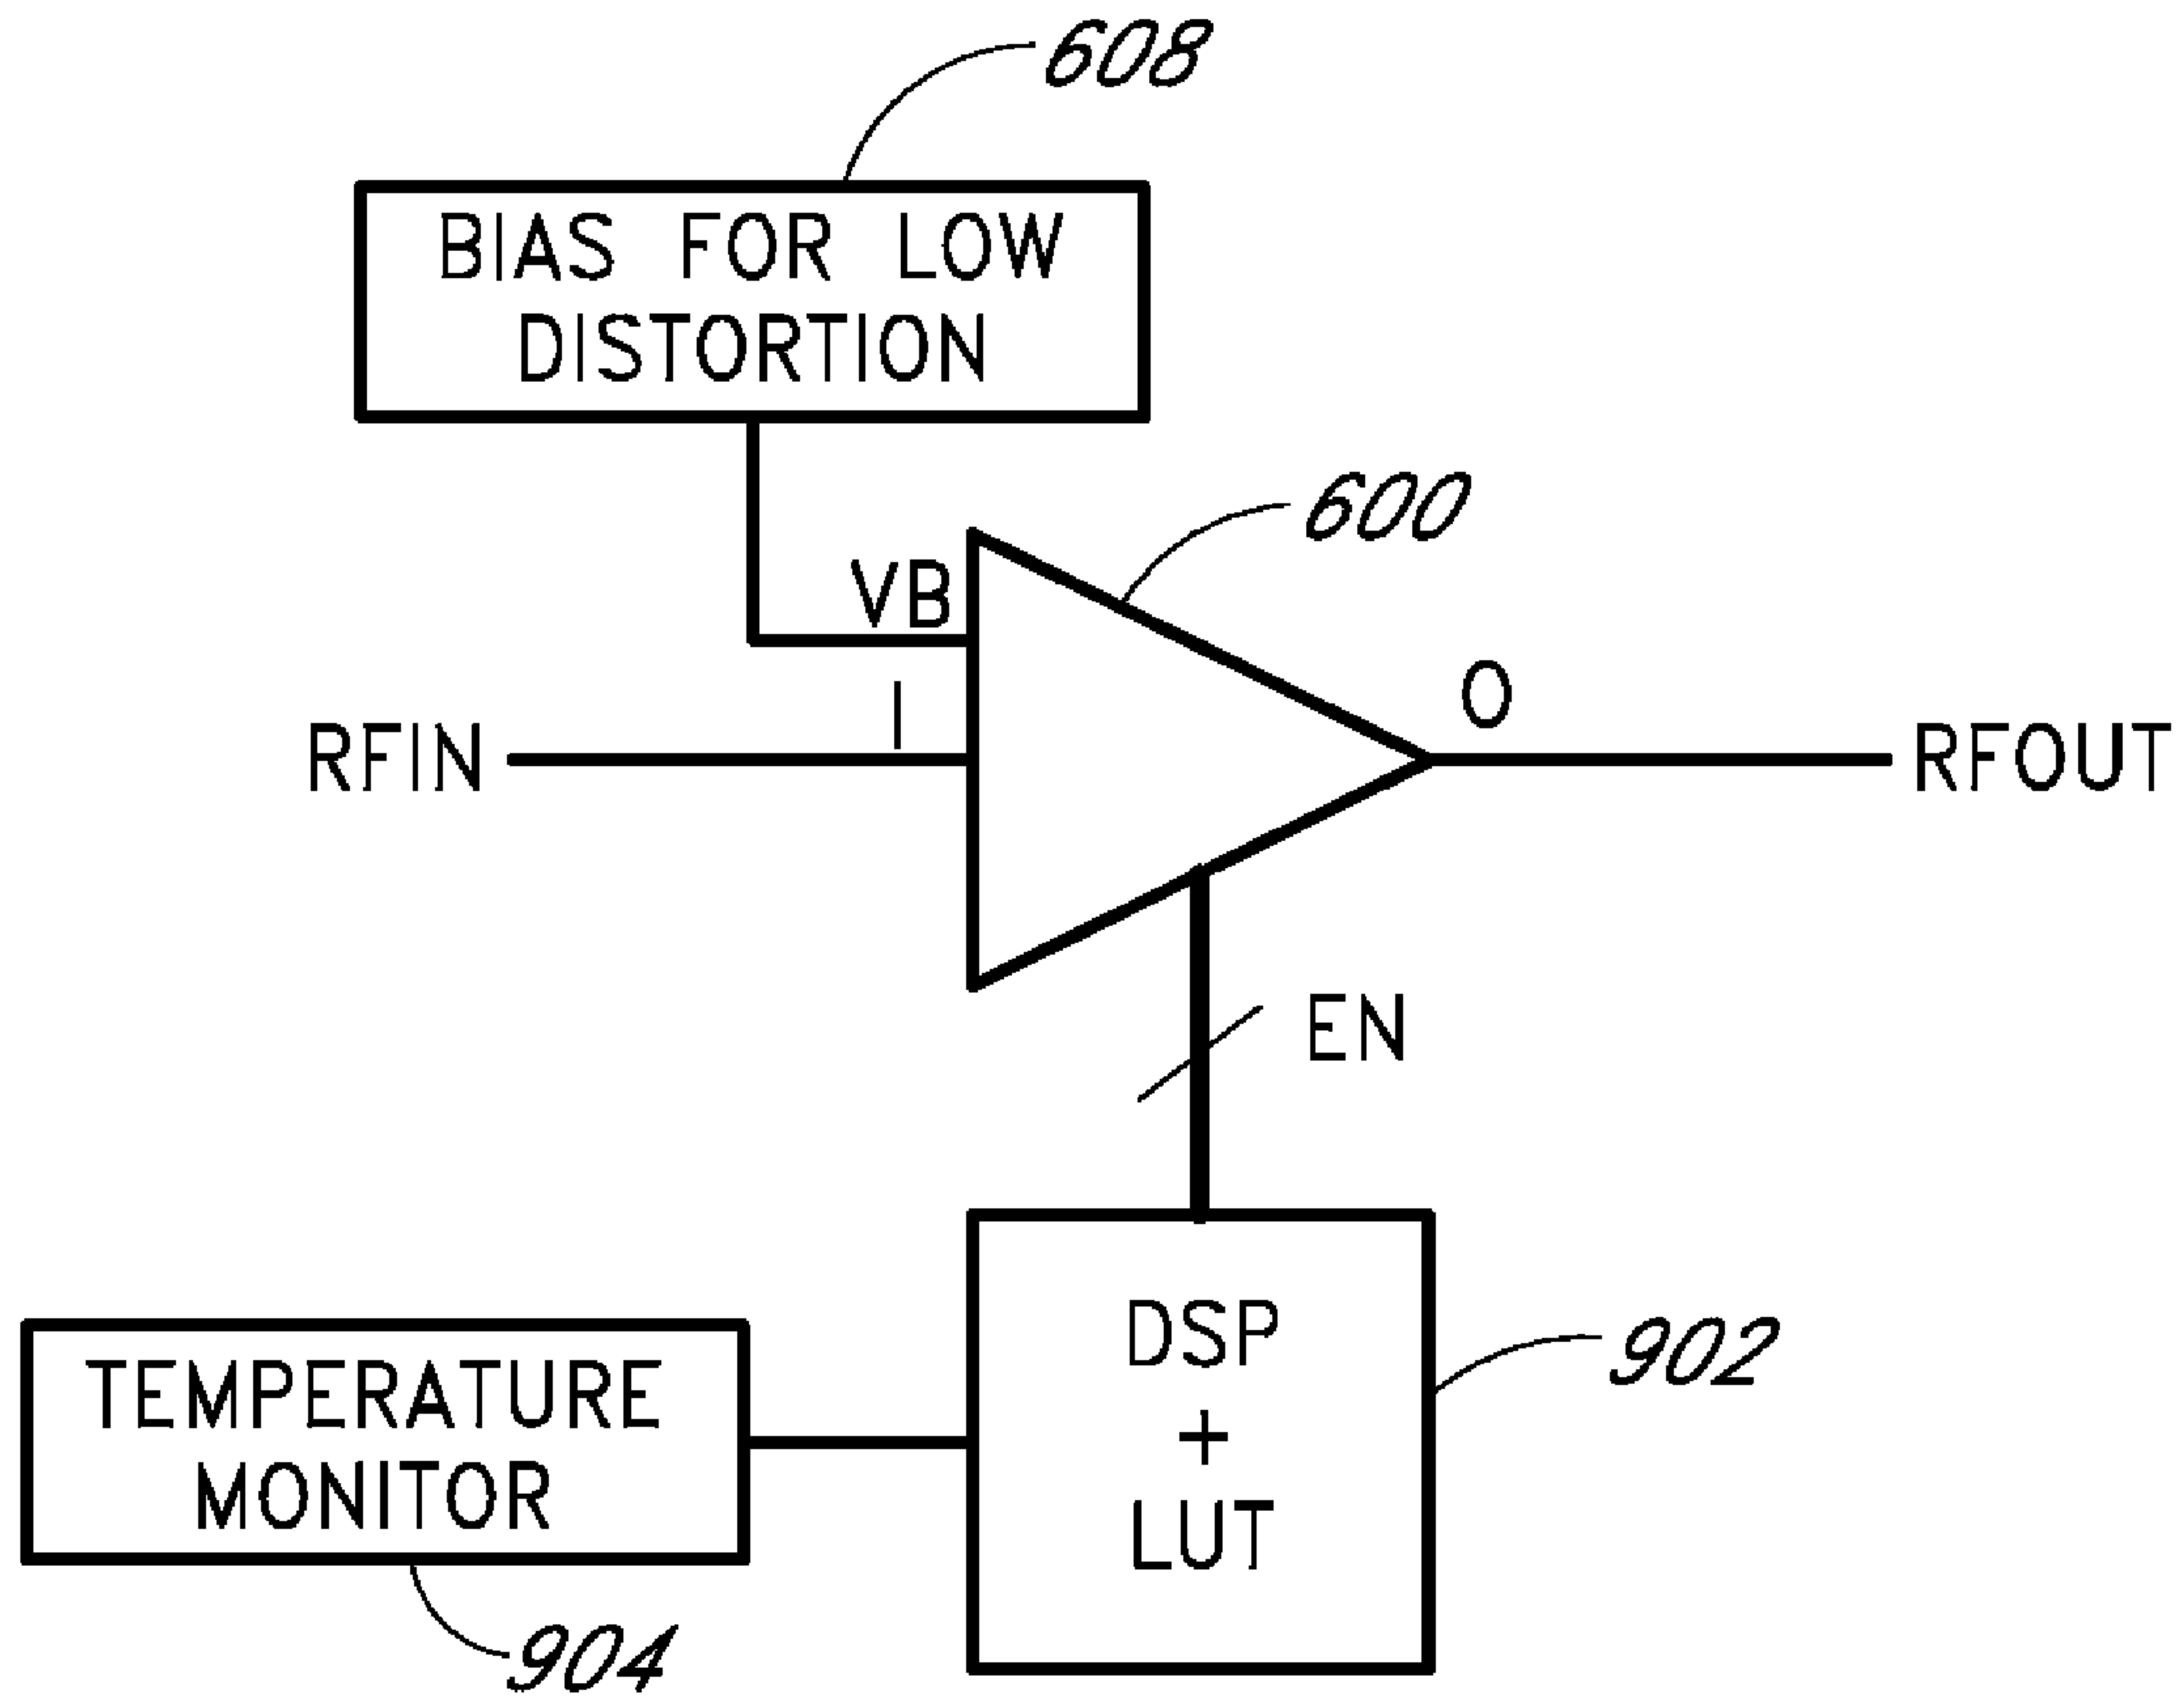 608
BIAS FOR LOW
DISTORTION
600
VB
I
O
RFIN
RFOUT
EN
DSP
+
LUT
902
TEMPERATURE
MONITOR
904